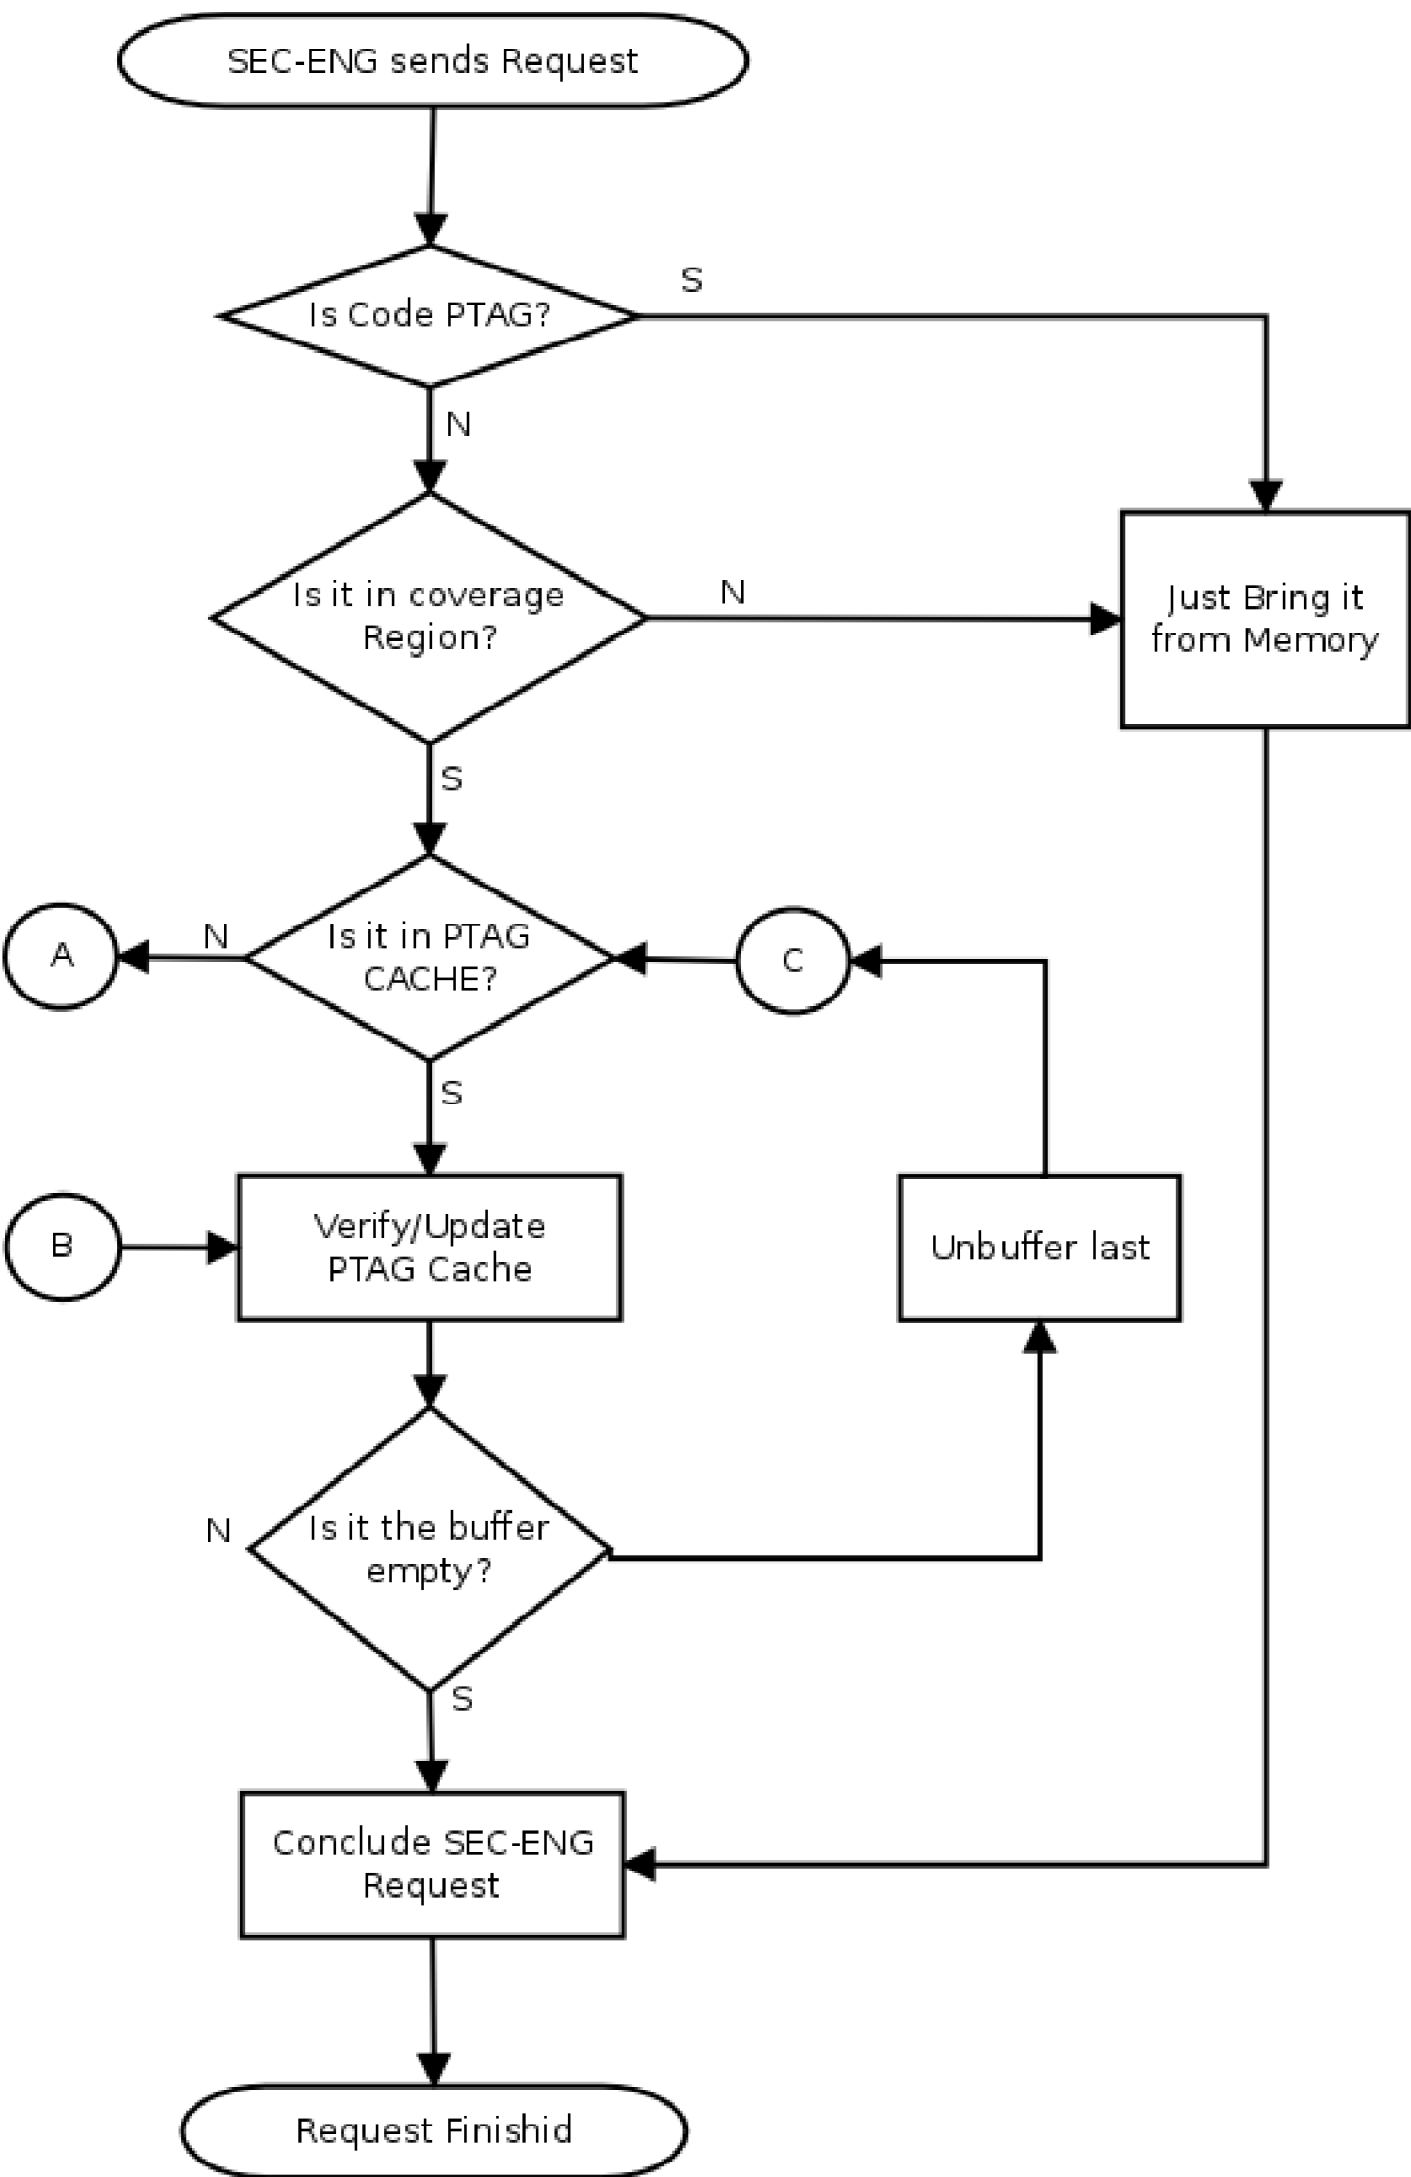 SEC-ENG sends Request
Is Code PTAG?
S
N
Is it in coverage
Region?
N
Just Bring it
from Memory
S
A
N
Is it in PTAG
CACHE?
C
S
B
Verify/Update
PTAG Cache
Unbuffer last
N
Is it the buffer
empty?
S
Conclude SEC-ENG
Request
Request Finishid